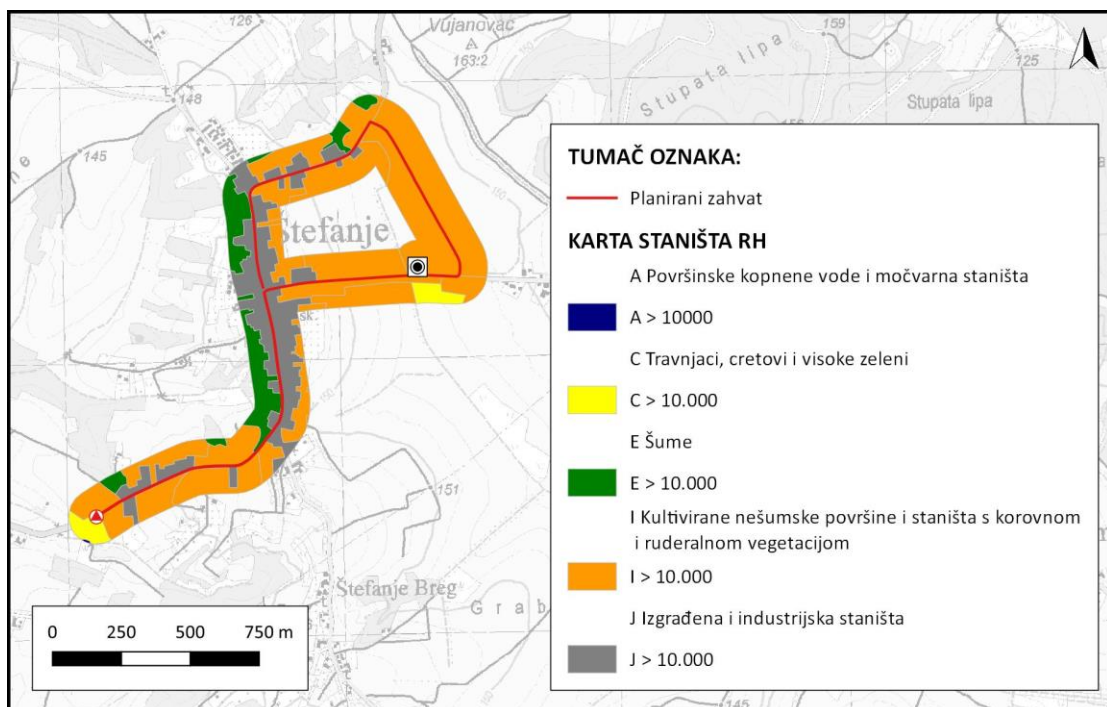 126
Vujanovac
163:2
148
145
159
125
Stupata lipa
Stupata lipa
Štefanje
151
Štefanje Breg
G r a b
145
TUMAČ OZNAKA:
Planirani zahvat
KARTA STANIŠTA RH
A Površinske kopnene vode i močvarna staništa
A > 10000
C Travnjaci, cretovi i visoke zeleni
C > 10.000
E Šume
E > 10.000
I Kultivirane nešumske površine i staništa s korovnom
i ruderalnom vegetacijom
I > 10.000
J Izgrađena i industrijska staništa
J > 10.000
0 250 500 750 m